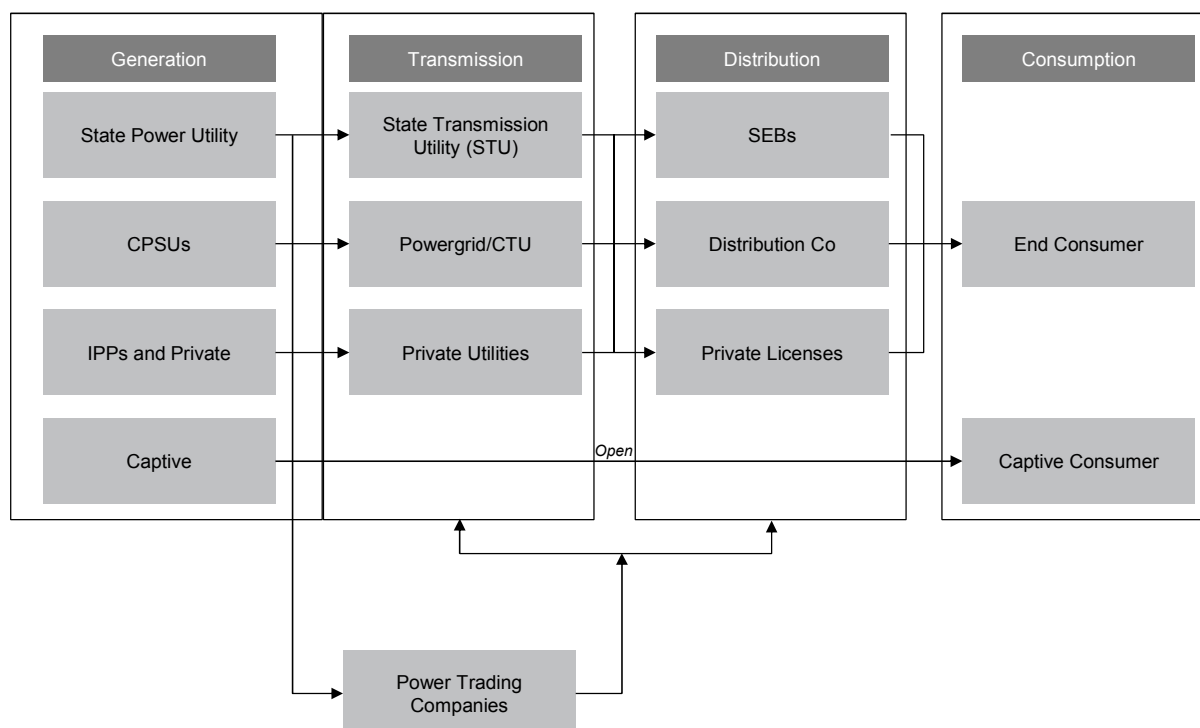 Generation
Transmission
Distribution
Consumption
State Power Utility
State Transmission
Utility (STU)
SEBs
CPSUs
Powergrid/CTU
Distribution Co
End Consumer
IPPs and Private
Private Utilities
Private Licenses
Captive
Open
Captive Consumer
Power Trading
Companies